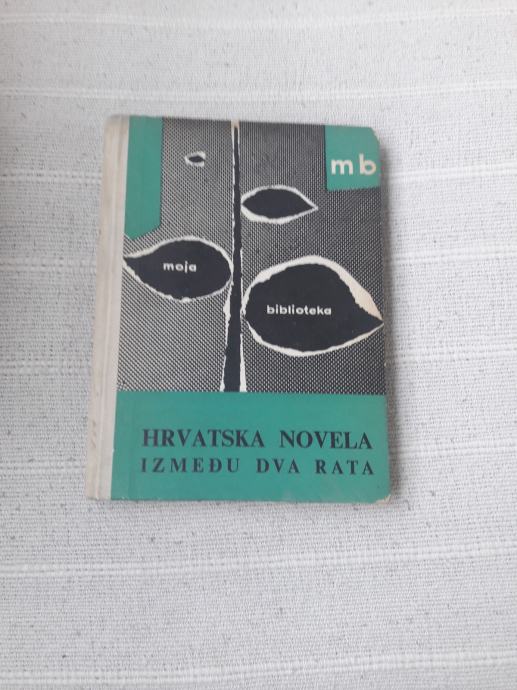 mb
moja
biblioteka
HRVATSKA NOVELA
IZMEĐU DVA RATA